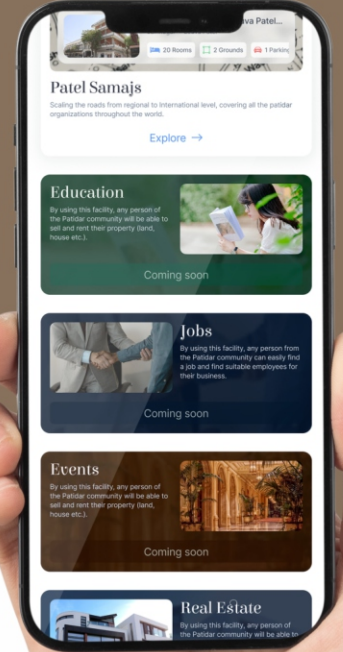 ava Patel...
20 Rooms
2 Grounds
1 Parking
Patel Samajs
Scaling the roads from regional to International level, covering all the patidar
organizations throughout the world.
Explore →
Education
By using this facility, any person of
the Patidar community will be able to
sell and rent their property (land,
house etc.).
Coming soon
Jobs
By using this facility, any person from
the Patidar community can easily find
a job and find suitable employees for
their business.
Coming soon
Events
By using this facility, any person of
the Patidar community will be able to
sell and rent their property (land,
house etc.).
Coming soon
Real Estate
By using this facility, any person of
the Patidar community will be able to